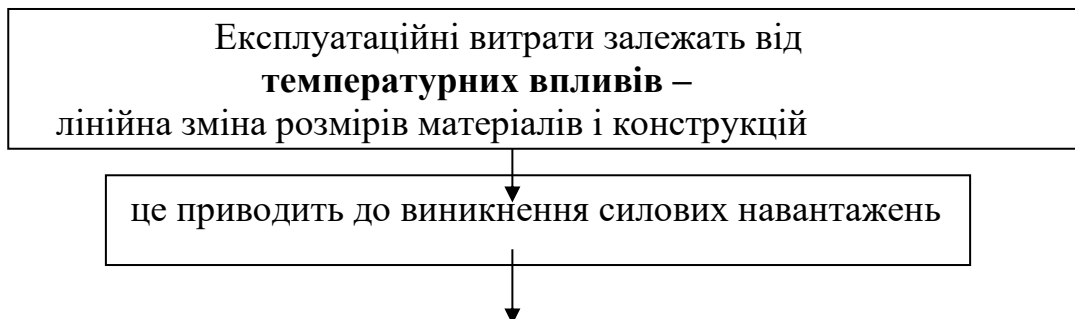 Експлуатаційні витрати залежать від
температурних впливів –
лінійна зміна розмірів матеріалів і конструкцій
це приводить до виникнення силових навантажень